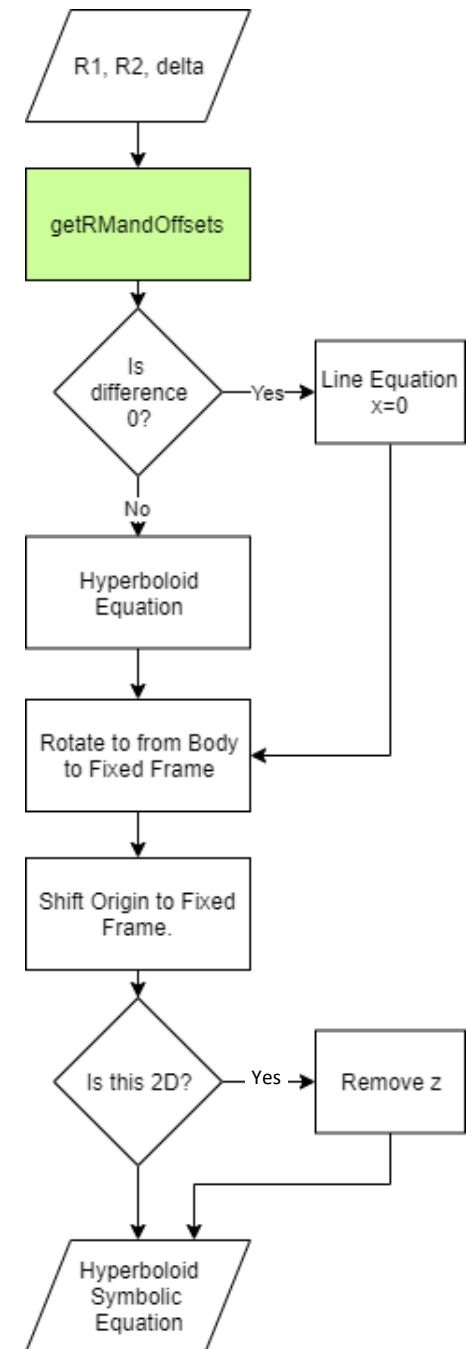 R1, R2, delta
getRMandOffsets
Is
difference
0?
Yes
Line Equation
x=0
No
Hyperboloid
Equation
Rotate to from Body
to Fixed Frame
Shift Origin to Fixed
Frame.
Is this 2D?
Yes
Remove z
Hyperboloid
Symbolic
Equation